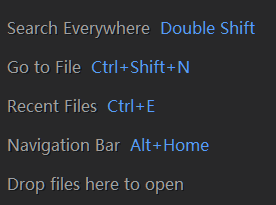 Search Everywhere Double Shift
Go to File Ctrl+Shift+N
Recent Files Ctrl+E
Navigation Bar Alt+Home
Drop files here to open